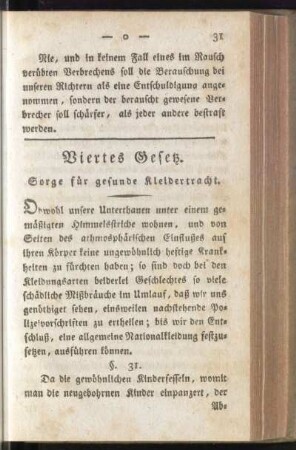 — o — 31
Nie, und in keinem Fall eines im Rausch
verübten Verbrechens soll die Berauschung bei
unseren Richtern als eine Entschuldigung ange-
nommen, sondern der berauscht gewesene Ver-
brecher soll schärfer, als jeder andere bestraft
werden.
Viertes Gesetz.
Sorge für gesunde Kleidertracht.
Obwohl unsere Unterthanen unter einem ge-
mäßigten Himmelsstriche wohnen, und von
Seiten des athmosphärischen Einflußes auf
ihren Körper keine ungewöhnlich heftige Krank-
heiten zu fürchten haben; so sind doch bei den
Kleidungsarten beiderlei Geschlechtes so viele
schädliche Mißbräuche im Umlauf, daß wir uns
genöthiget sehen, einsweilen nachstehende Po-
lizeivorschriften zu ertheilen; bis wir den Ent-
schluß, eine allgemeine Nationalkleidung festzu-
setzen, ausführen können.
§. 31.
Da die gewöhnlichen Kinderfesseln, womit
man die neugebohrnen Kinder einpanzert, der
Ab-